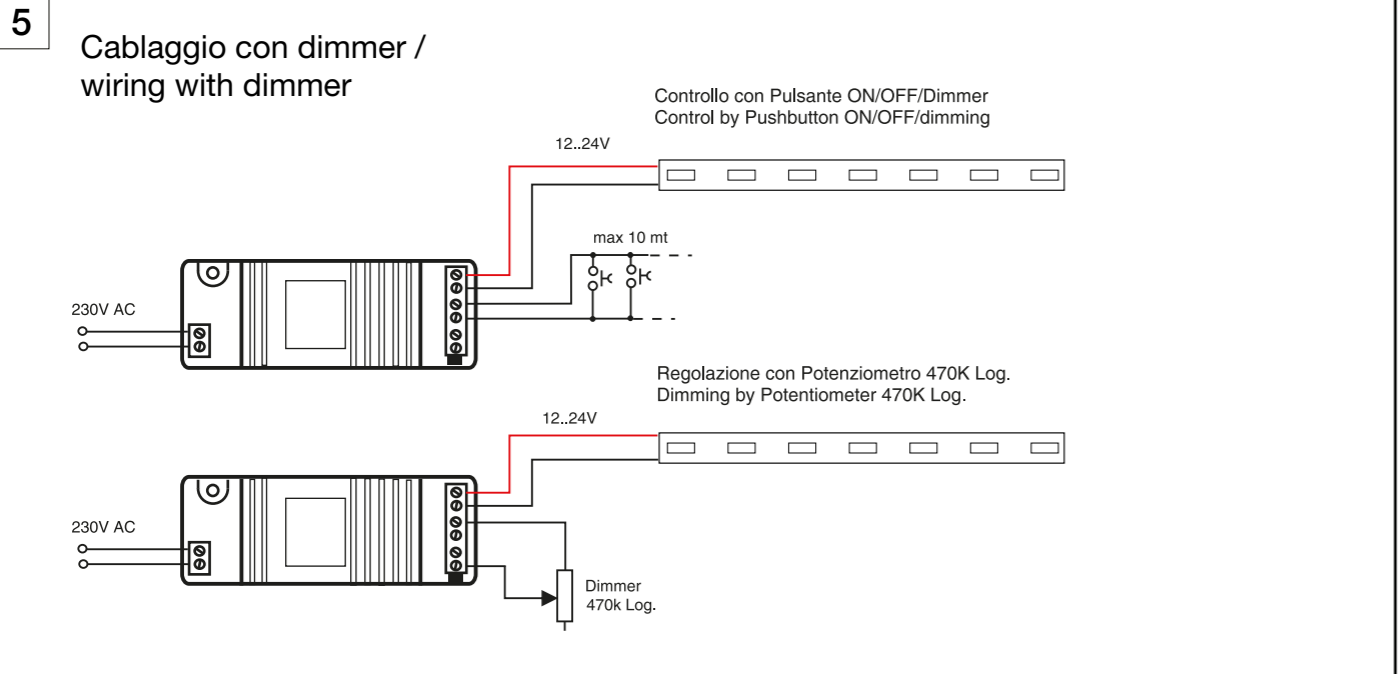 5
Cablaggio con dimmer /
wiring with dimmer
Controllo con Pulsante ON/OFF/Dimmer
Control by Pushbutton ON/OFF/dimming
12..24V
max 10 mt
230V AC
Regolazione con Potenziometro 470K Log.
Dimming by Potentiometer 470K Log.
12..24V
230V AC
Dimmer
470k Log.